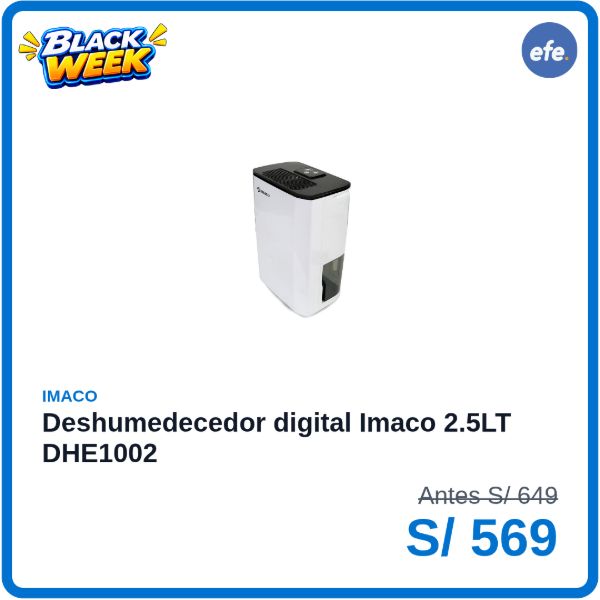 BLACK
WEEK
efe.
IMACO
Deshumedecedor digital Imaco 2.5LT
DHE1002
Antes S/ 649
S/ 569